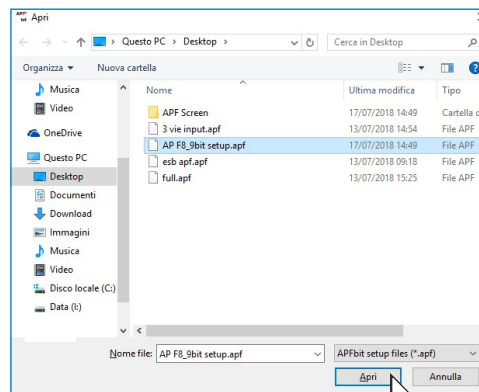 Apri
Questo PC > Desktop >
Cerca in Desktop
Organizza
Nuova cartella
Nome
Ultima modifica
Tipo
Musica
Video
OneDrive
Questo PC
Desktop
Documenti
Download
Immagini
Musica
Video
Disco locale (C:)
Data (I:)
APF Screen 17/07/2018 14:49 Cartella d
3 vie input.apf 13/07/2018 14:54 File APF
AP F8_9bit setup.apf 17/07/2018 14:49 File APF
esb apf.apf 13/07/2018 09:18 File APF
full.apf 13/07/2018 15:25 File APF
Nome file: AP F8_9bit setup.apf
APFbit setup files (*.apf)
Apri
Annulla